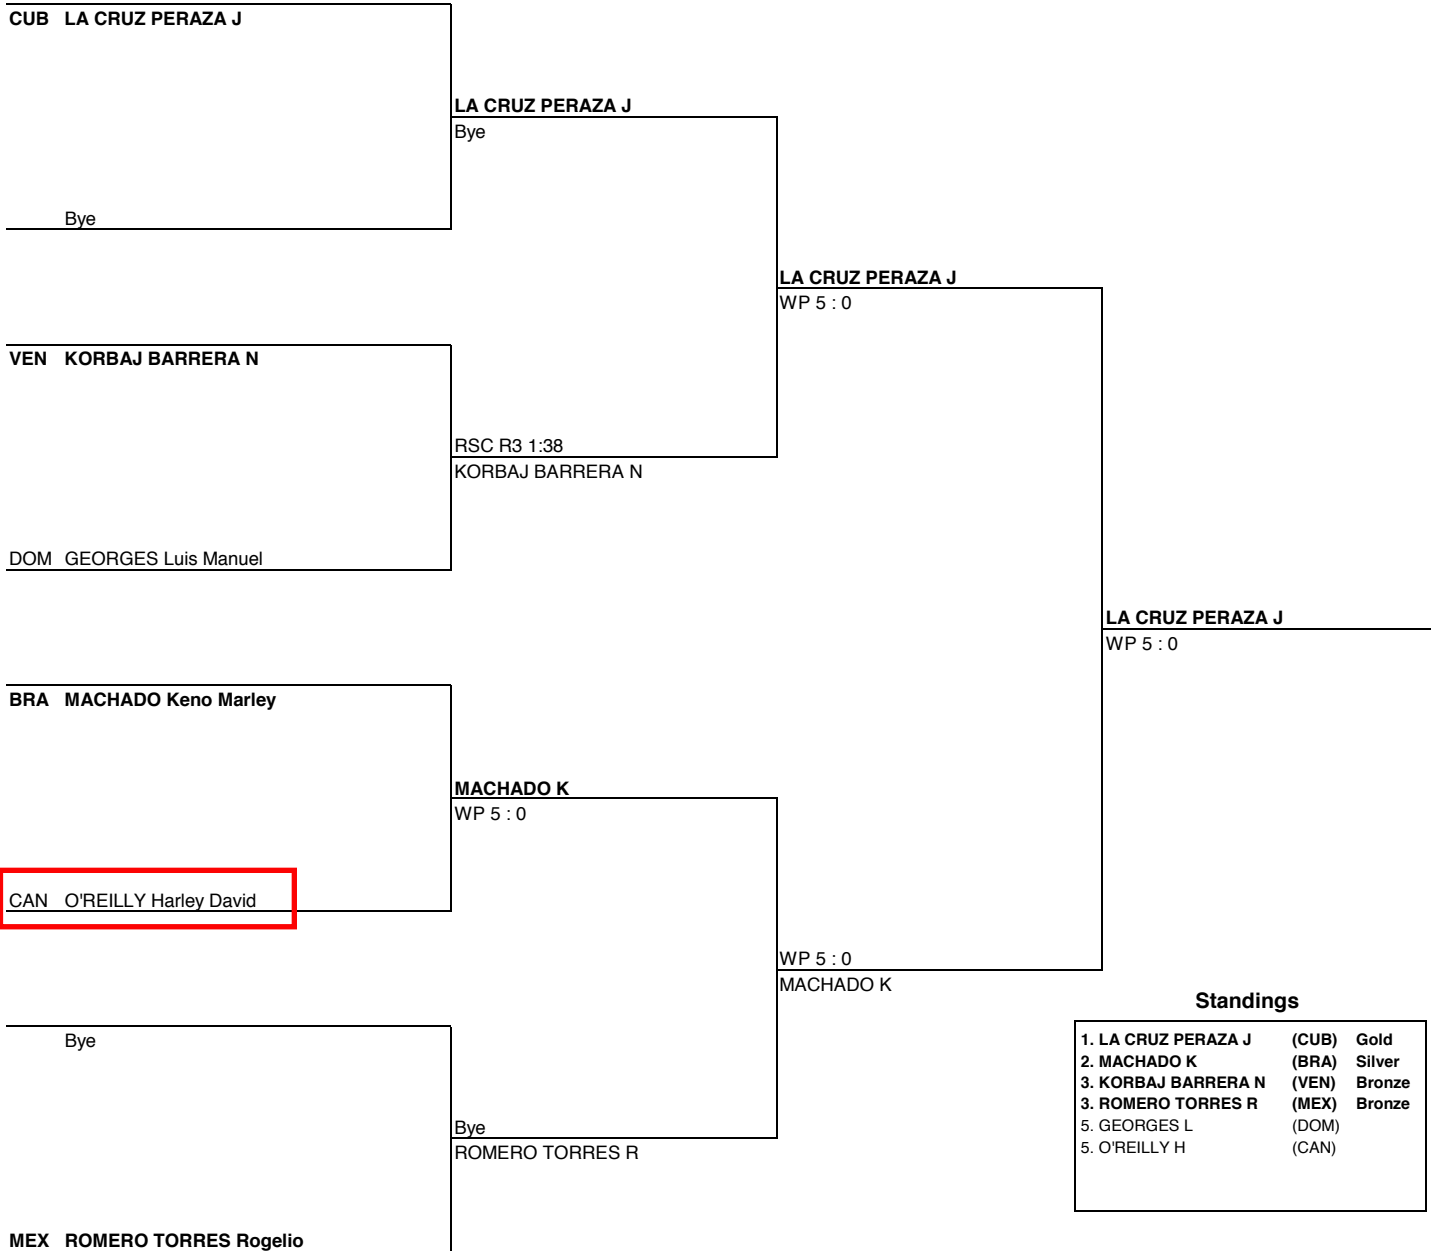 CUB LA CRUZ PERAZA J
LA CRUZ PERAZA J
Bye
Bye
LA CRUZ PERAZA J
WP 5 : 0
VEN KORBAJ BARRERA N
RSC R3 1:38
KORBAJ BARRERA N
DOM GEORGES Luis Manuel
LA CRUZ PERAZA J
WP 5 : 0
BRA MACHADO Keno Marley
MACHADO K
WP 5 : 0
CAN O'REILLY Harley David
WP 5 : 0
MACHADO K
Bye
Bye
ROMERO TORRES R
MEX ROMERO TORRES Rogelio
Standings
1. LA CRUZ PERAZA J (CUB) Gold
2. MACHADO K (BRA) Silver
3. KORBAJ BARRERA N (VEN) Bronze
3. ROMERO TORRES R (MEX) Bronze
5. GEORGES L (DOM)
5. O'REILLY H (CAN)